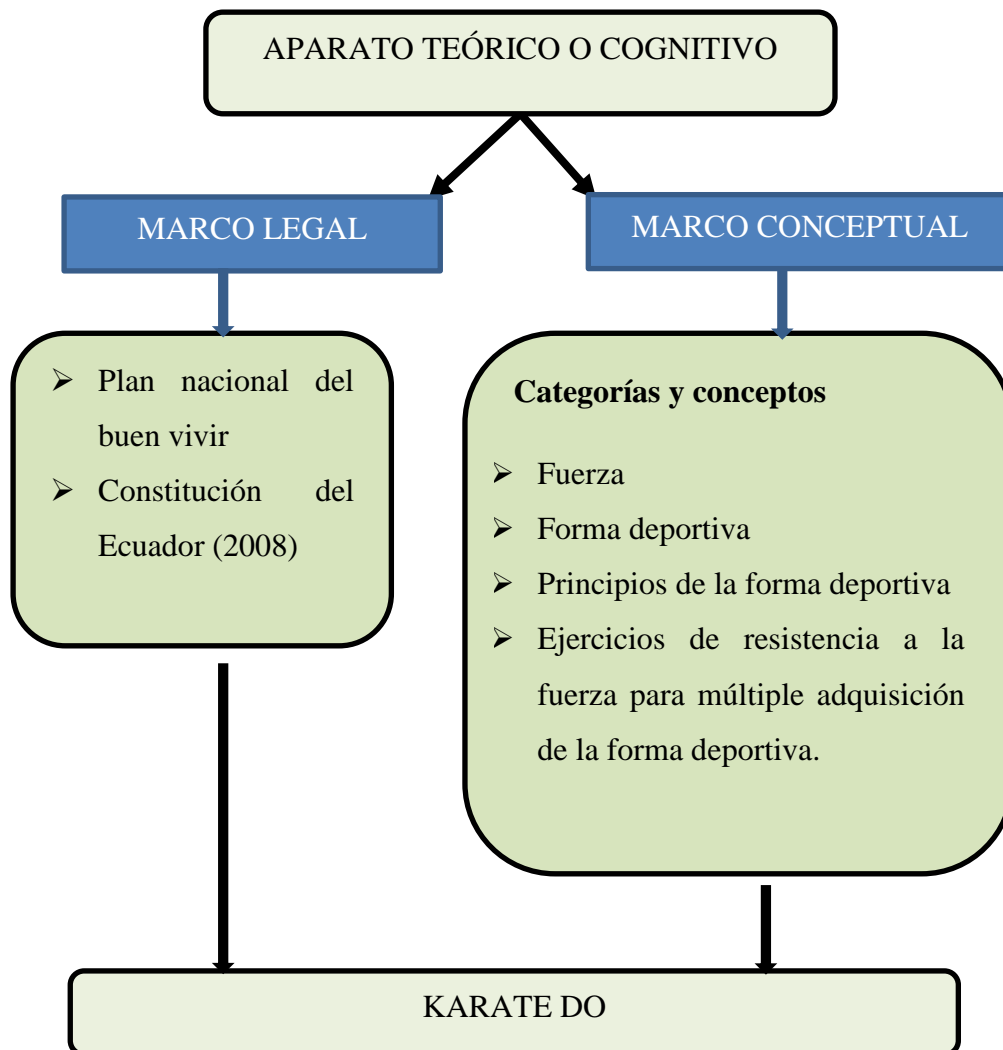 APARATO TEÓRICO O COGNITIVO
MARCO LEGAL
MARCO CONCEPTUAL
➢ Plan nacional del
buen vivir
➢ Constitución del
Ecuador (2008)
Categorías y conceptos
➢ Fuerza
➢ Forma deportiva
➢ Principios de la forma deportiva
➢ Ejercicios de resistencia a la
fuerza para múltiple adquisición
de la forma deportiva.
KARATE DO